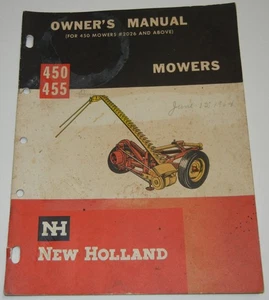 OWNER'S MANUAL
(FOR 450 MOWERS #2036 AND ABOVE)
MOWERS
450
455
NH
NEW HOLLAND